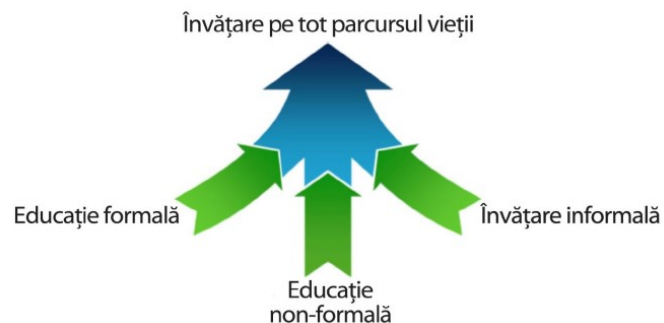 Învățare pe tot parcursul vieții
Educație formală
Învățare informală
Educație
non-formală